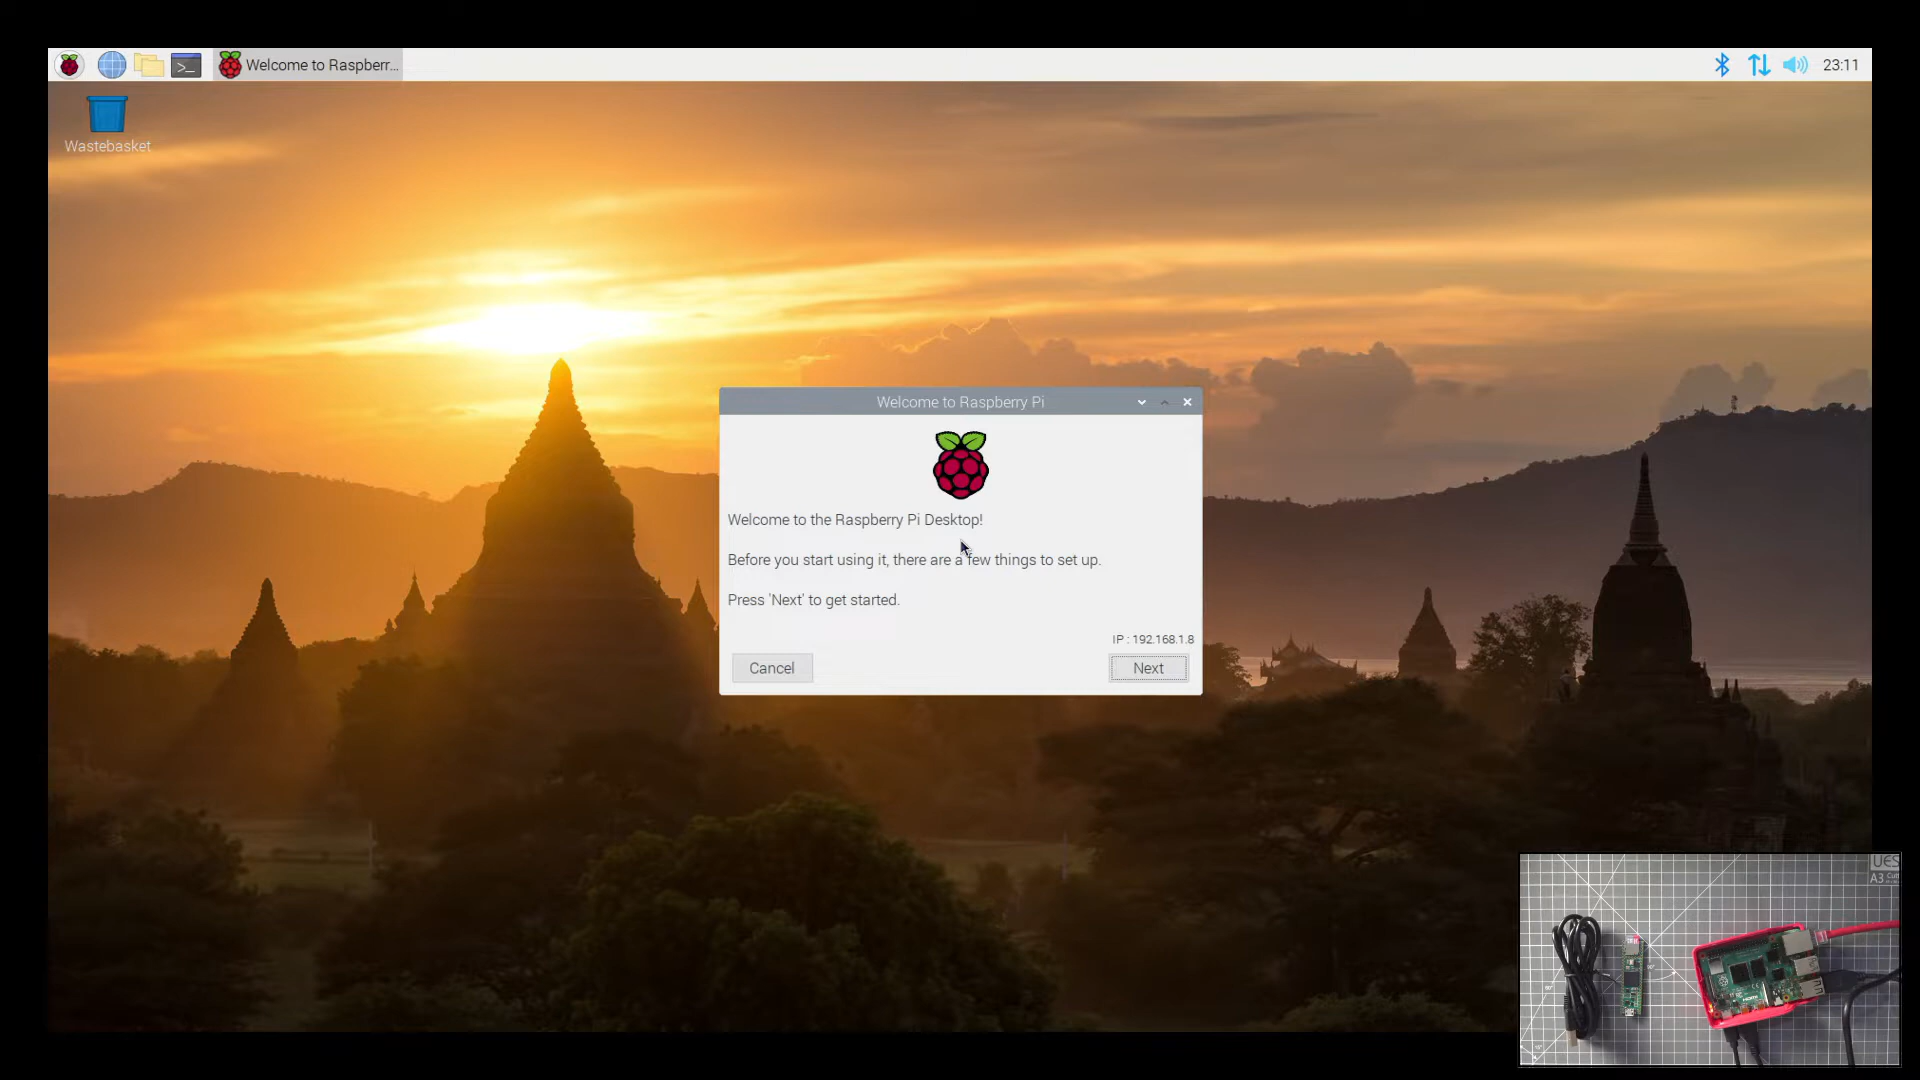 Welcome to Raspberr...
23:11
Wastebasket
Welcome to Raspberry Pi
Welcome to the Raspberry Pi Desktop!
Before you start using it, there are a few things to set up.
Press 'Next' to get started.
IP : 192.168.1.8
Cancel
Next
UES
A3